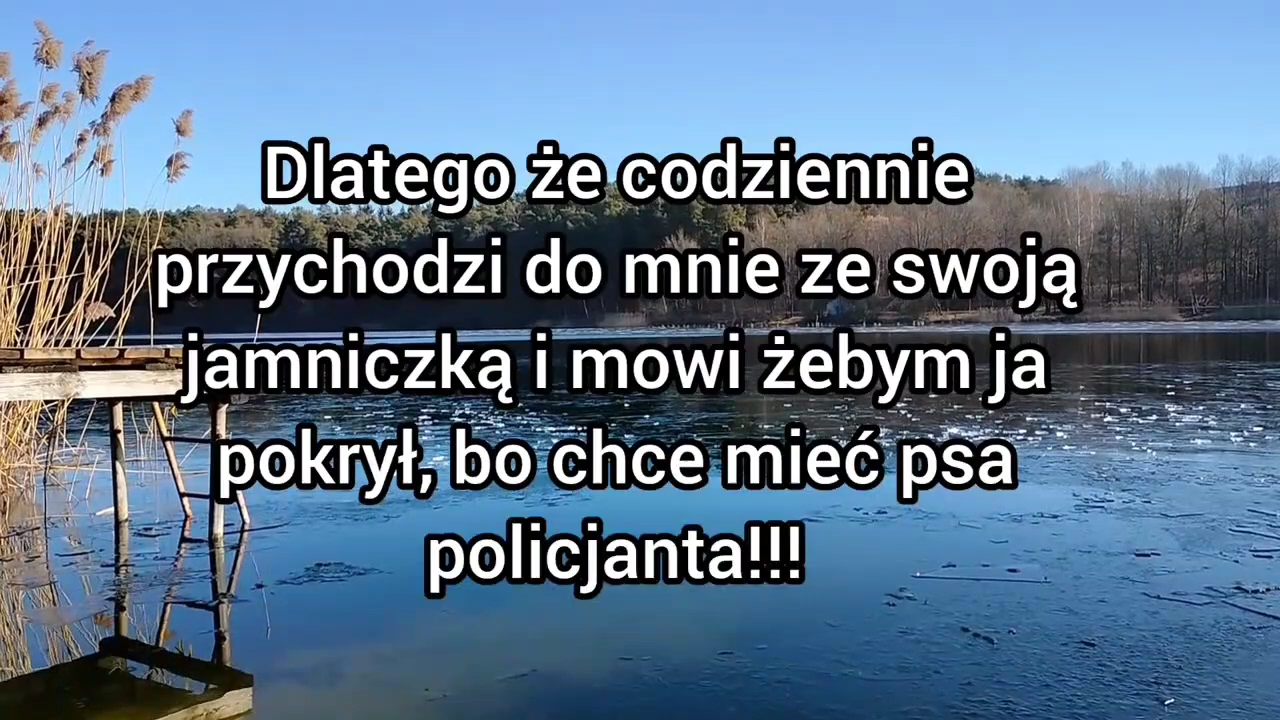 Dlatego że codziennie
przychodzi do mnie ze swoją
jamniczką i mowi żebym ja
pokrył, bo chce mieć psa
policjanta!!!